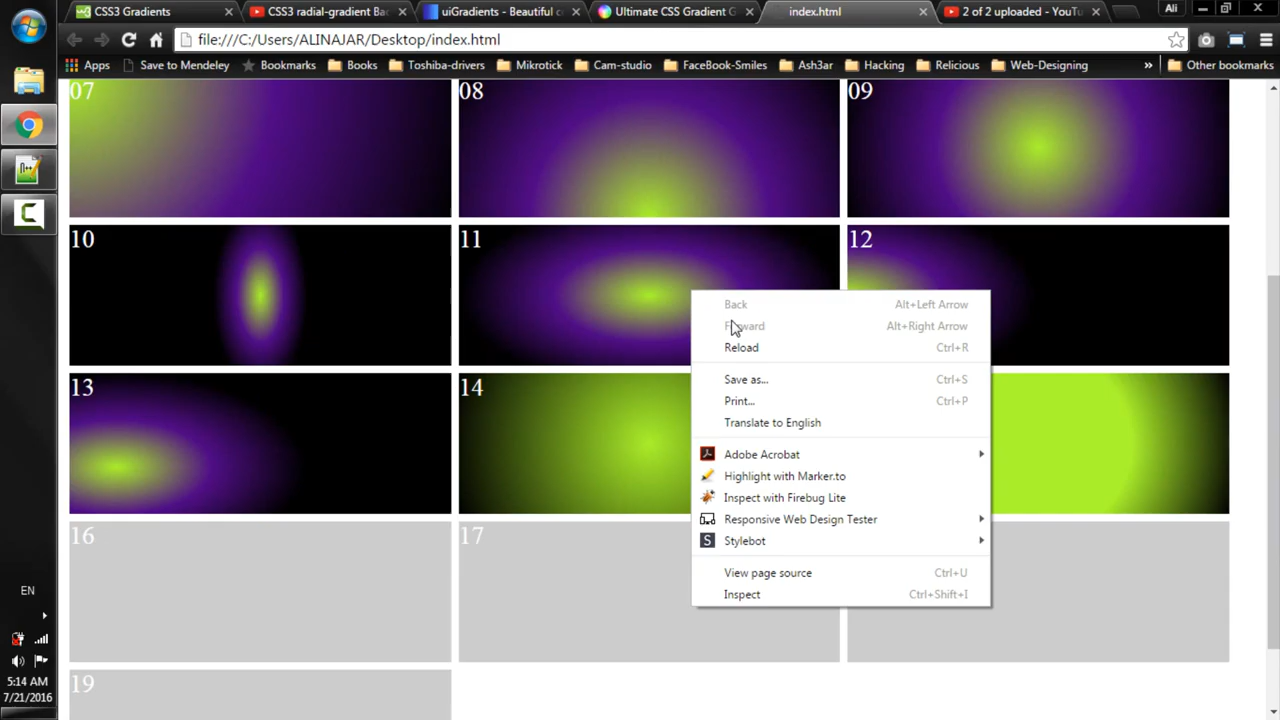 CSS3 Gradients
CSS3 radial-gradient Bac
uiGradients - Beautiful co
Ultimate CSS Gradient G
index.html
2 of 2 uploaded - YouTu
Ali
file:///C:/Users/ALINAJAR/Desktop/index.html
Apps
Save to Mendeley
Bookmarks
Books
Toshiba-drivers
Mikrotick
Cam-studio
FaceBook-Smiles
Ash3ar
Hacking
Relicious
Web-Designing
»
Other bookmarks
07
08
09
10
11
12
Back Alt+Left Arrow
Forward Alt+Right Arrow
Reload Ctrl+R
Save as... Ctrl+S
Print... Ctrl+P
Translate to English
Adobe Acrobat
Highlight with Marker.to
Inspect with Firebug Lite
Responsive Web Design Tester
S Stylebot
View page source Ctrl+U
Inspect Ctrl+Shift+I
13
14
16
17
19
EN
5:14 AM
7/21/2016